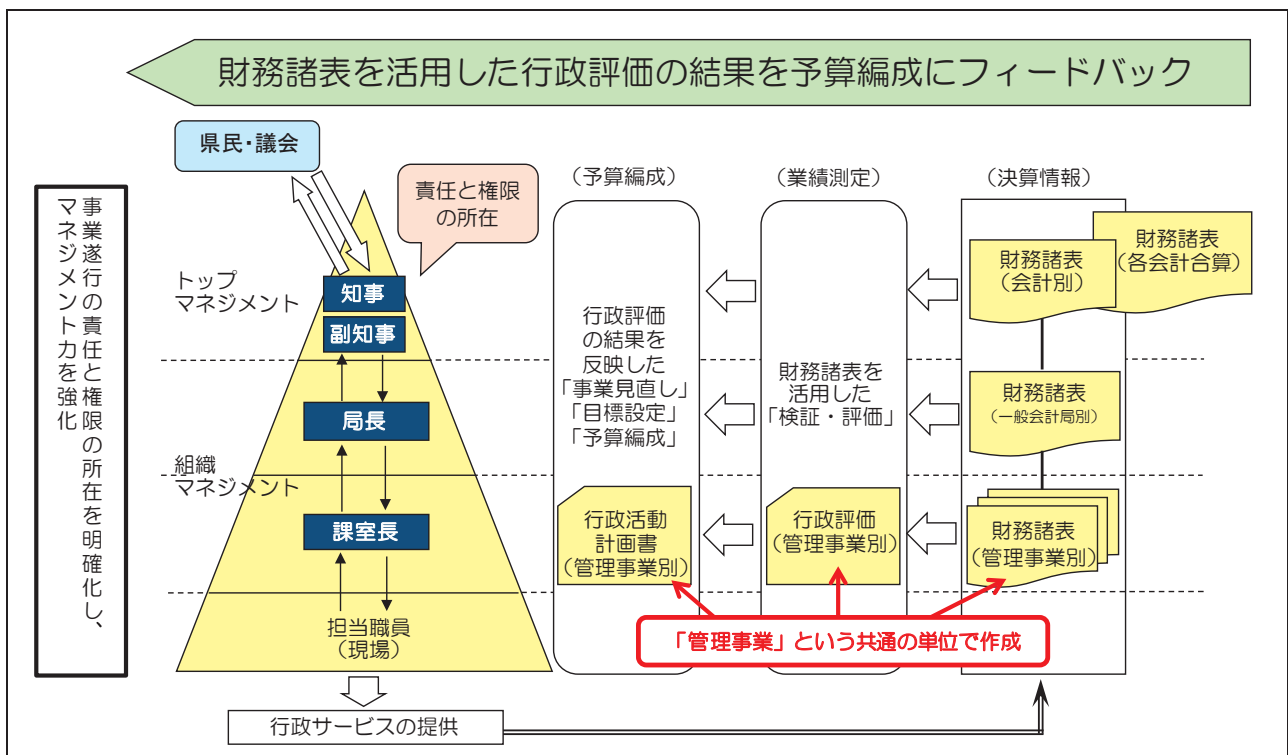 財務諸表を活用した行政評価の結果を予算編成にフィードバック
県民・議会
責任と権限
の所在
事業遂行の責任と権限の所在を明確化し、
マネジメント力を強化
トップ
マネジメント
知事
副知事
局長
組織
マネジメント
課室長
担当職員
(現場)
行政サービスの提供
(予算編成)
行政評価
の結果を
反映した
「事業見直し」
「目標設定」
「予算編成」
行政活動
計画書
(管理事業別)
(業績測定)
財務諸表を
活用した
「検証・評価」
行政評価
(管理事業別)
(決算情報)
財務諸表
(各会計合算)
財務諸表
(会計別)
財務諸表
(一般会計局別)
財務諸表
(管理事業別)
「管理事業」という共通の単位で作成